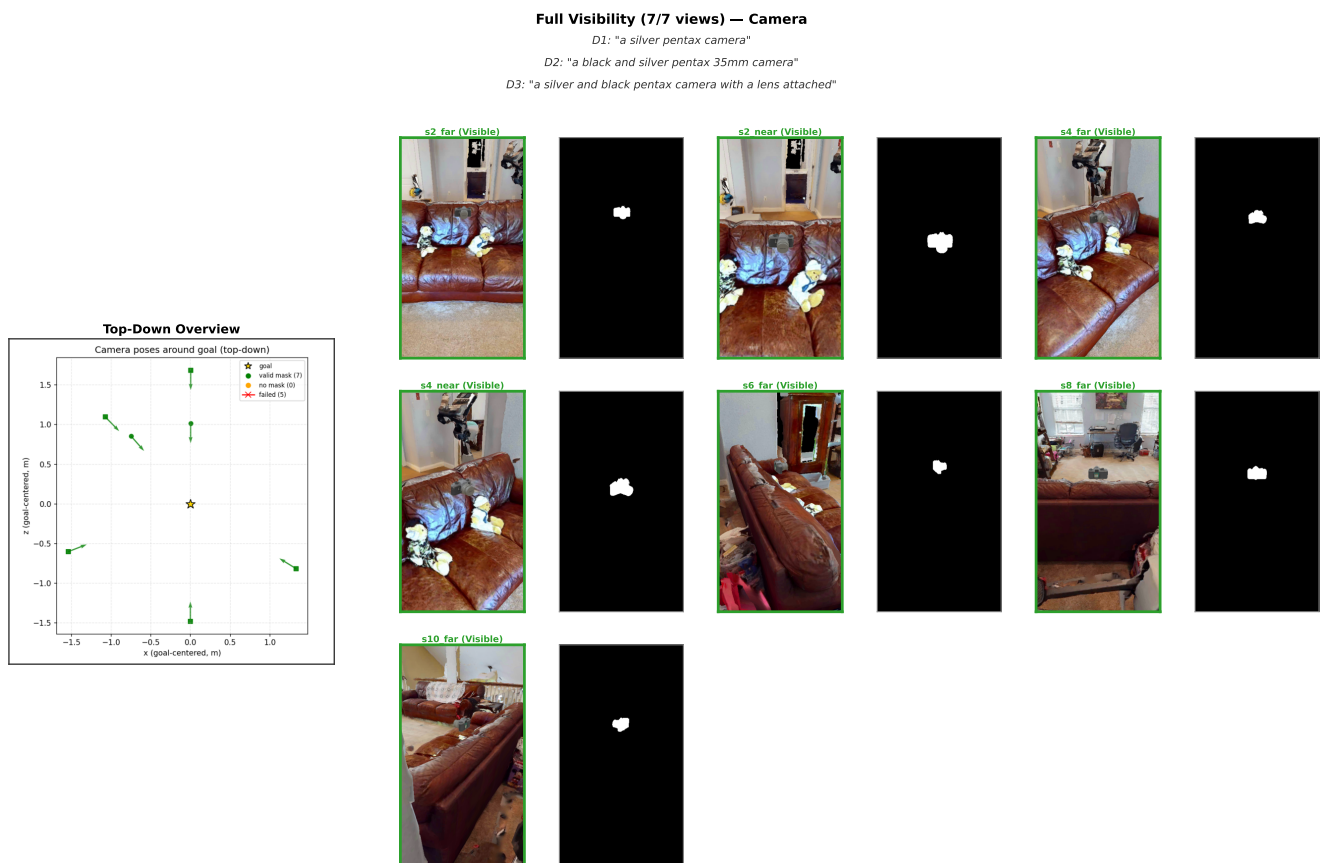 Full Visibility (7/7 views) — Camera
D1: "a silver pentax camera"
D2: "a black and silver pentax 35mm camera"
D3: "a silver and black pentax camera with a lens attached"
s2_far (Visible)
s2_near (Visible)
s4_far (Visible)
Top-Down Overview
Camera poses around goal (top-down)
goal
valid mask (7)
no mask (0)
failed (5)
1.5
1.0
0.5
0.0
−0.5
−1.0
−1.5
z (goal-centered, m)
−1.5 −1.0 −0.5 0.0 0.5 1.0
x (goal-centered, m)
s4_near (Visible)
s6_far (Visible)
s8_far (Visible)
s10_far (Visible)